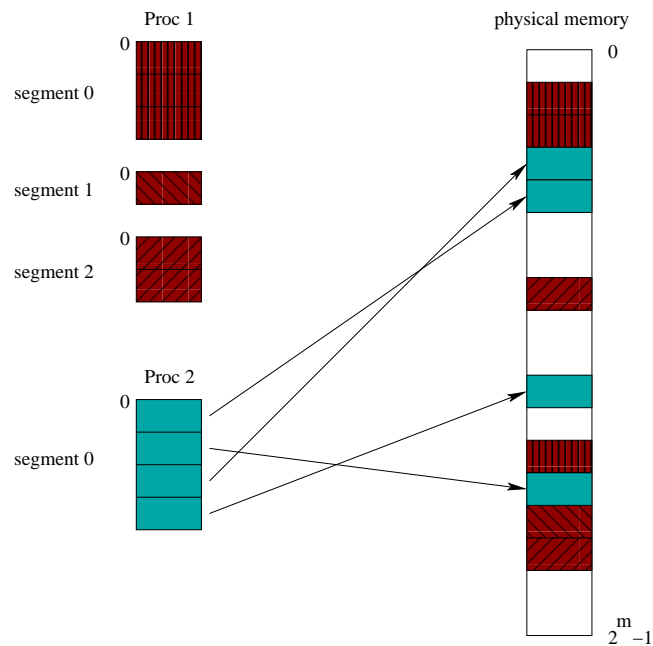 Proc 1
physical memory
0
0
segment 0
0
segment 1
0
segment 2
Proc 2
0
segment 0
m
2 −1